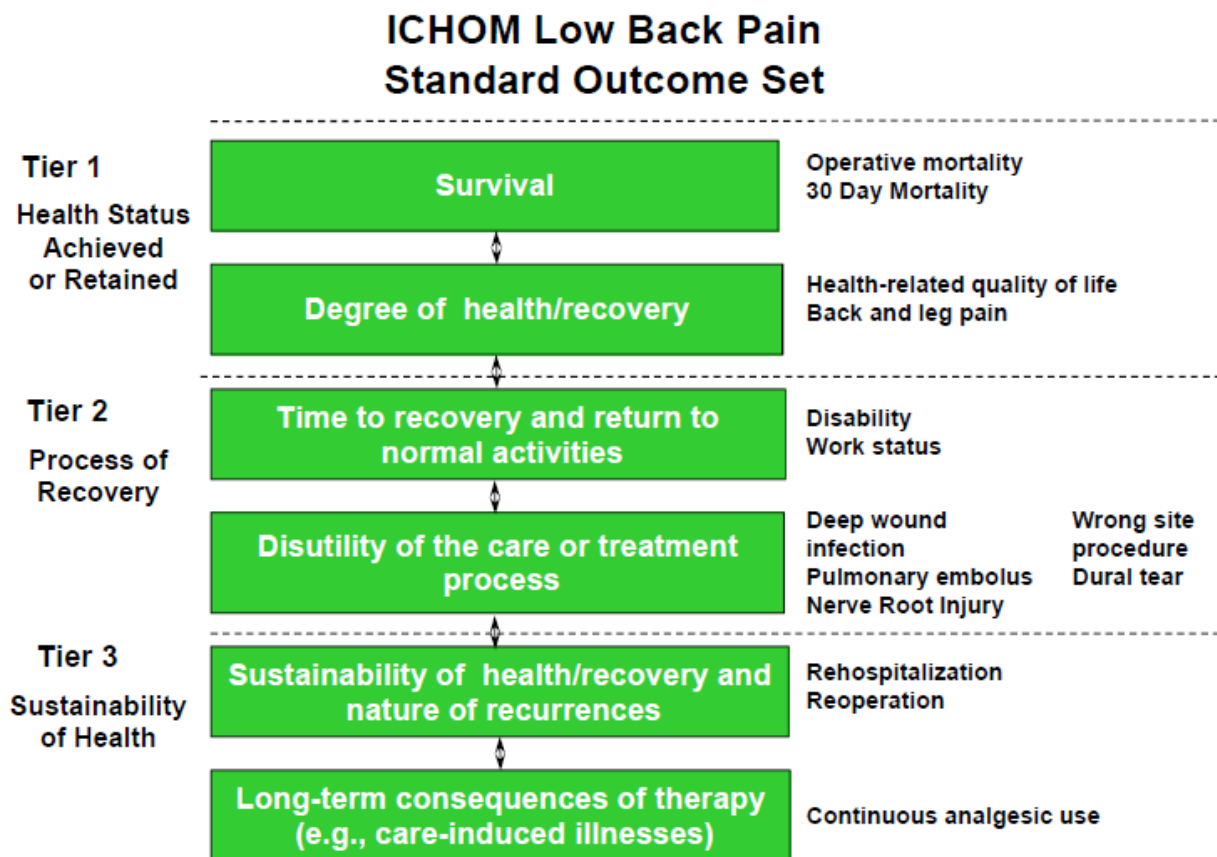 ICHOM Low Back Pain
Standard Outcome Set
Tier 1
Health Status
Achieved
or Retained
Survival
Operative mortality
30 Day Mortality
Degree of health/recovery
Health-related quality of life
Back and leg pain
Tier 2
Process of
Recovery
Time to recovery and return to
normal activities
Disability
Work status
Disutility of the care or treatment
process
Deep wound
infection
Pulmonary embolus
Nerve Root Injury
Wrong site
procedure
Dural tear
Tier 3
Sustainability
of Health
Sustainability of health/recovery and
nature of recurrences
Rehospitalization
Reoperation
Long-term consequences of therapy
(e.g., care-induced illnesses)
Continuous analgesic use